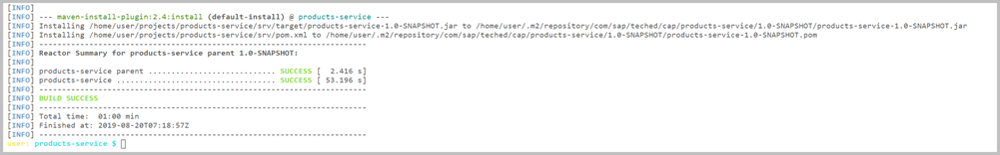 [INFO]
[INFO] --- maven-install-plugin:2.4:install (default-install) @ products-service ---
[INFO] Installing /home/user/projects/products-service/srv/target/products-service-1.0-SNAPSHOT.jar to /home/user/.m2/repository/com/sap/teched/cap/products-service/1.0-SNAPSHOT/products-service-1.0-SNAPSHOT.jar
[INFO] Installing /home/user/projects/products-service/srv/pom.xml to /home/user/.m2/repository/com/sap/teched/cap/products-service/1.0-SNAPSHOT/products-service-1.0-SNAPSHOT.pom
[INFO] ------------------------------------------------------------------------
[INFO] Reactor Summary for products-service parent 1.0-SNAPSHOT:
[INFO]
[INFO] products-service parent ............................ SUCCESS [  2.416 s]
[INFO] products-service ................................... SUCCESS [ 53.196 s]
[INFO] ------------------------------------------------------------------------
[INFO] BUILD SUCCESS
[INFO] ------------------------------------------------------------------------
[INFO] Total time:  01:00 min
[INFO] Finished at: 2019-08-20T07:18:57Z
[INFO] ------------------------------------------------------------------------
user: products-service $